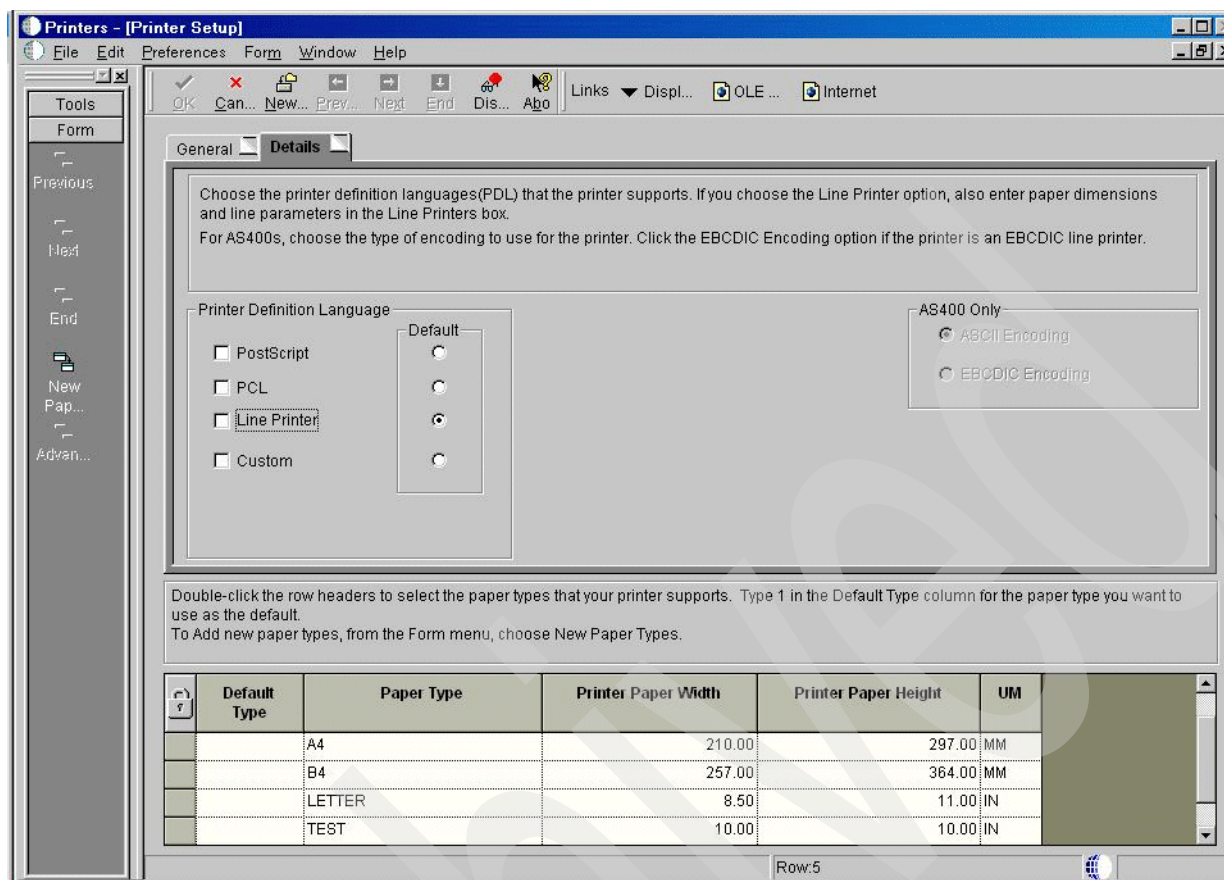 Printers - [Printer Setup]
File Edit Preferences Form Window Help
OK Can... New... Prev... Next End Dis... Abo Links Displ... OLE ... Internet
Tools
Form
Previous
Next
End
New
Pap...
Advan...
General Details
Choose the printer definition languages(PDL) that the printer supports. If you choose the Line Printer option, also enter paper dimensions
and line parameters in the Line Printers box.
For AS400s, choose the type of encoding to use for the printer. Click the EBCDIC Encoding option if the printer is an EBCDIC line printer.
Printer Definition Language
Default
PostScript
PCL
Line Printer
Custom
AS400 Only
ASCII Encoding
EBCDIC Encoding
Double-click the row headers to select the paper types that your printer supports. Type 1 in the Default Type column for the paper type you want to
use as the default.
To Add new paper types, from the Form menu, choose New Paper Types.
Default Type Paper Type Printer Paper Width Printer Paper Height UM
A4 210.00 297.00 MM
B4 257.00 364.00 MM
LETTER 8.50 11.00 IN
TEST 10.00 10.00 IN
Row:5